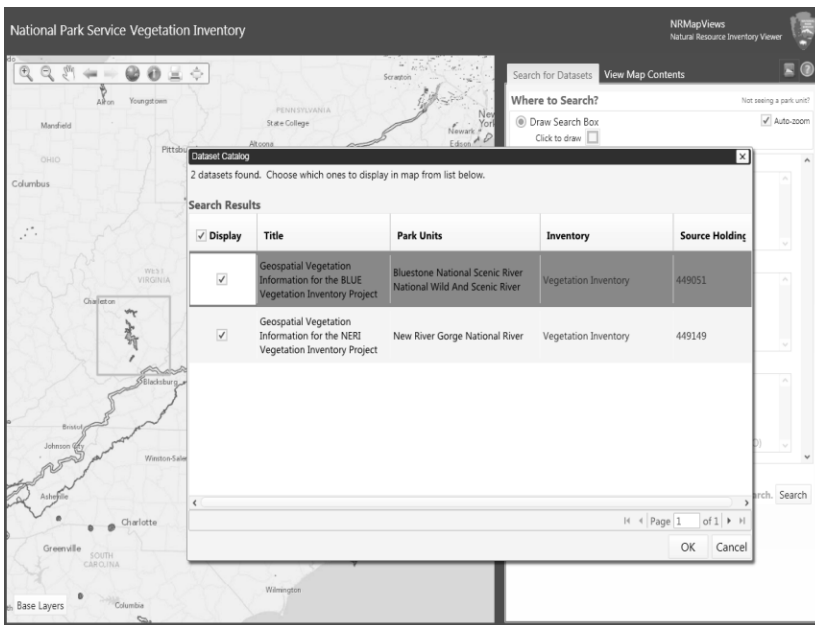 National Park Service Vegetation Inventory
NRMapViews
Natural Resource Inventory Viewer
Search for Datasets
View Map Contents
Where to Search?
Not seeing a park unit?
Draw Search Box
Auto-zoom
Click to draw
Scranton
Akron
Youngstown
PENNSYLVANIA
State College
New
York
Newark
Edison
Mansfield
Altoona
OHIO
Columbus
WEST
VIRGINIA
Charleston
Blacksburg
Bristol
Johnson City
Winston-Sale
Asheville
Charlotte
Greenville
SOUTH
CAROLINA
Wilmington
Columbia
Base Layers
Dataset Catalog
2 datasets found. Choose which ones to display in map from list below.
Search Results
Display Title Park Units Inventory Source Holding
Geospatial Vegetation
Information for the BLUE
Vegetation Inventory Project
Bluestone National Scenic River
National Wild And Scenic River
Vegetation Inventory
449051
Geospatial Vegetation
Information for the NERI
Vegetation Inventory Project
New River Gorge National River
Vegetation Inventory
449149
Page 1 of 1
OK Cancel
arch. Search